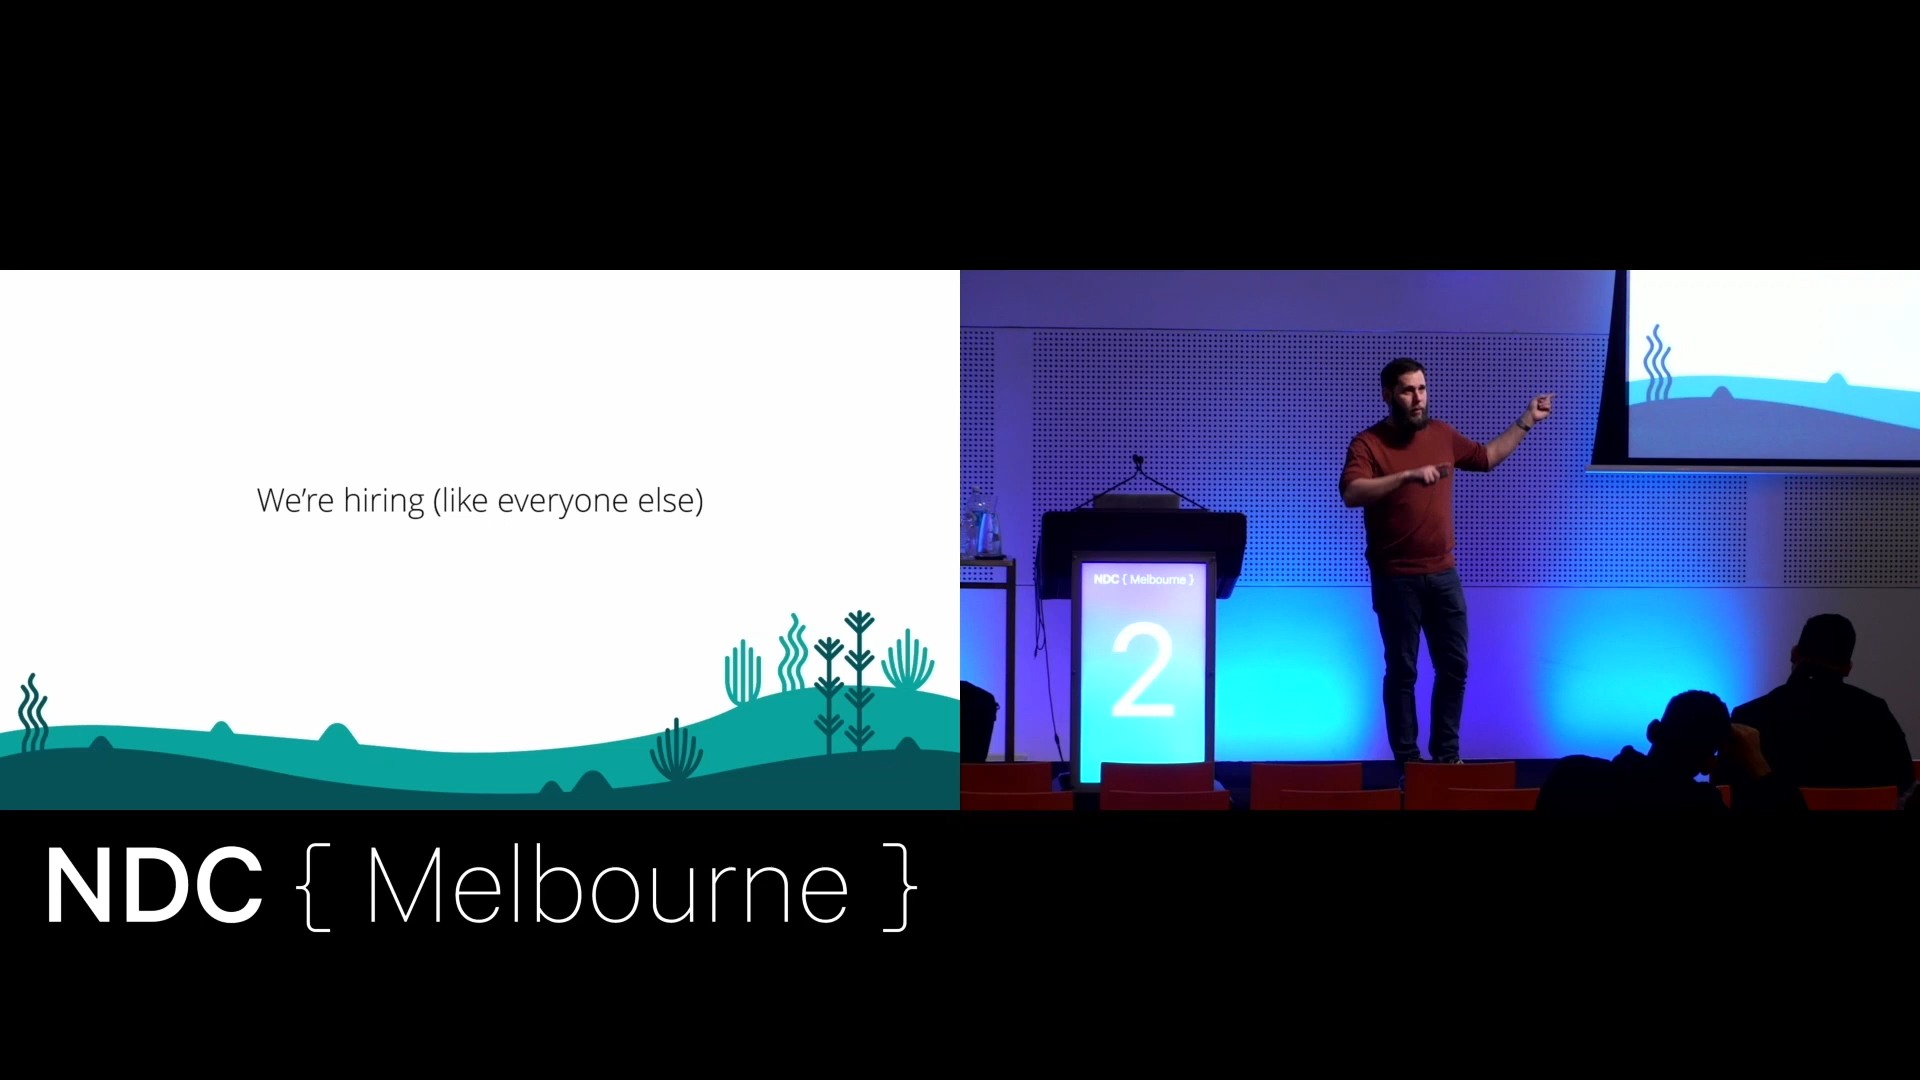 We're hiring (like everyone else)
NDC { Melbourne }
2
NDC { Melbourne }